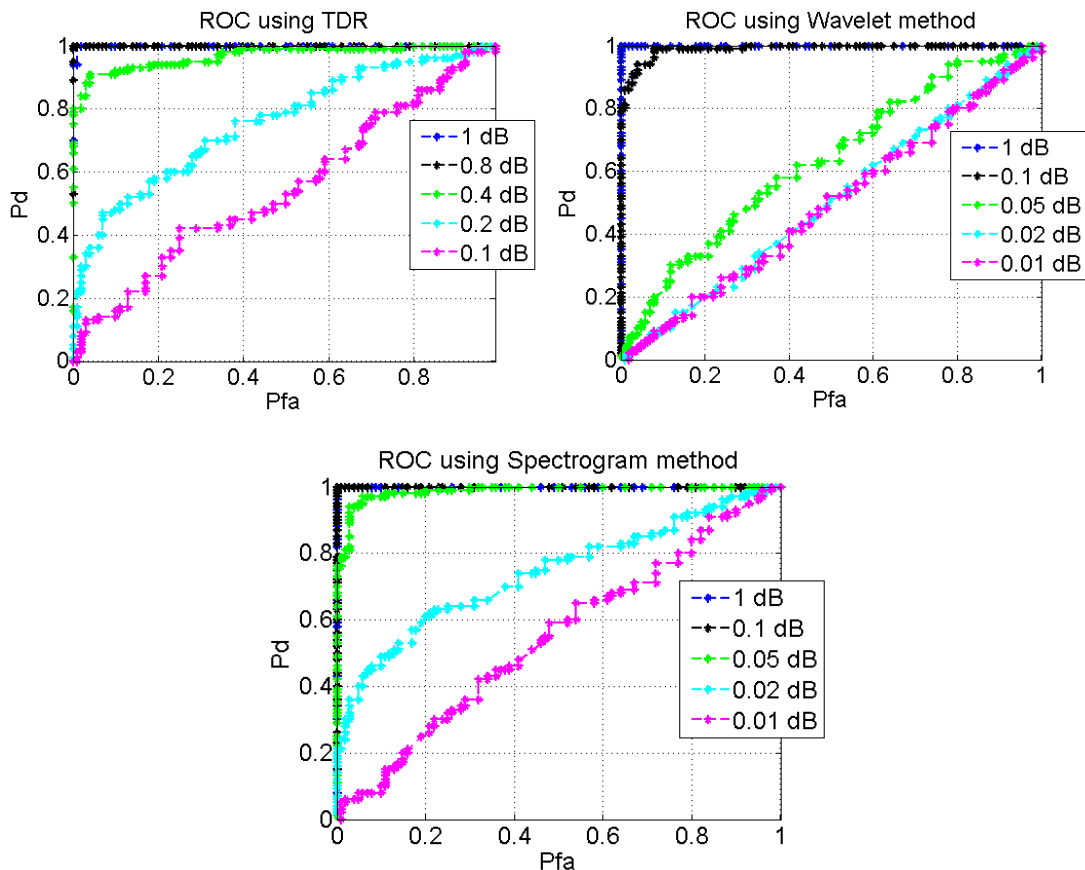 ROC using TDR
1
0.8
0.6
0.4
0.2
0
0 0.2 0.4 0.6 0.8
Pd
Pfa
1 dB
0.8 dB
0.4 dB
0.2 dB
0.1 dB
ROC using Wavelet method
1
0.8
0.6
0.4
0.2
0
0 0.2 0.4 0.6 0.8 1
Pd
Pfa
1 dB
0.1 dB
0.05 dB
0.02 dB
0.01 dB
ROC using Spectrogram method
1
0.8
0.6
0.4
0.2
0
0 0.2 0.4 0.6 0.8 1
Pd
Pfa
1 dB
0.1 dB
0.05 dB
0.02 dB
0.01 dB